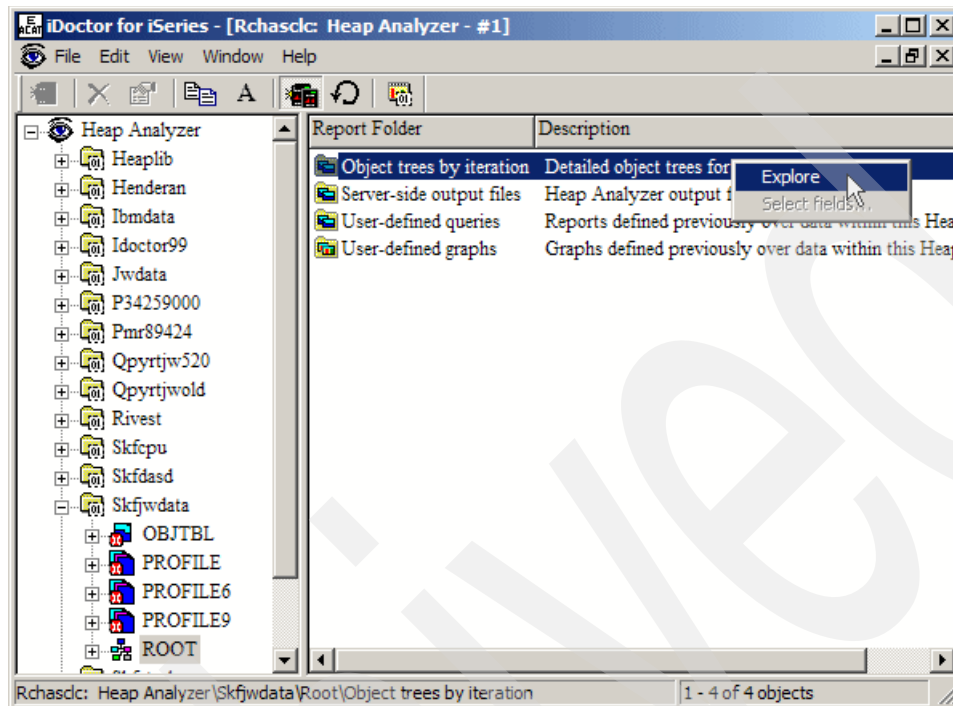 iDoctor for iSeries - [Rchasclc: Heap Analyzer - #1]
File Edit View Window Help
Report Folder Description
Heap Analyzer
Heaplib
Henderan
Ibmdata
Idoctor99
Jwdata
P34259000
Pmr89424
Qpyrtjw520
Qpyrtjwold
Rivest
Skfcpu
Skfdasd
Skfjwdata
OBJTBL
PROFILE
PROFILE6
PROFILE9
ROOT
Object trees by iteration Detailed object trees for
Server-side output files Heap Analyzer output
User-defined queries Reports defined previously over data within this Hea
User-defined graphs Graphs defined previously over data within this Heap
Explore
Select fields...
Rchasclc: Heap Analyzer\Skfjwdata\Root\Object trees by iteration 1 - 4 of 4 objects